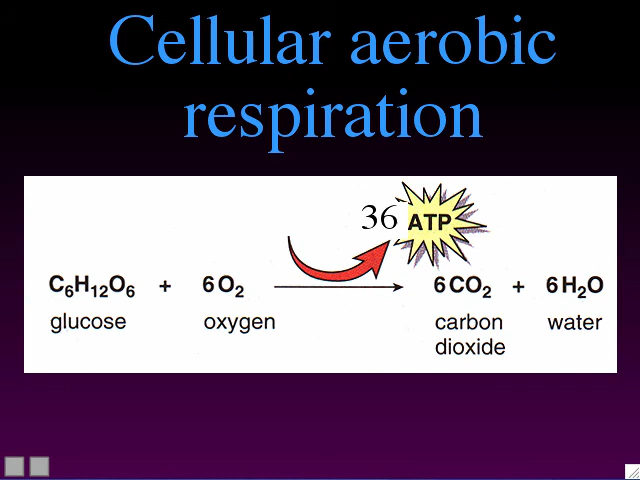 Cellular aerobic
respiration
36 ATP
C₆H₁₂O₆ + 6O₂ 6CO₂ + 6H₂O
glucose oxygen carbon dioxide water